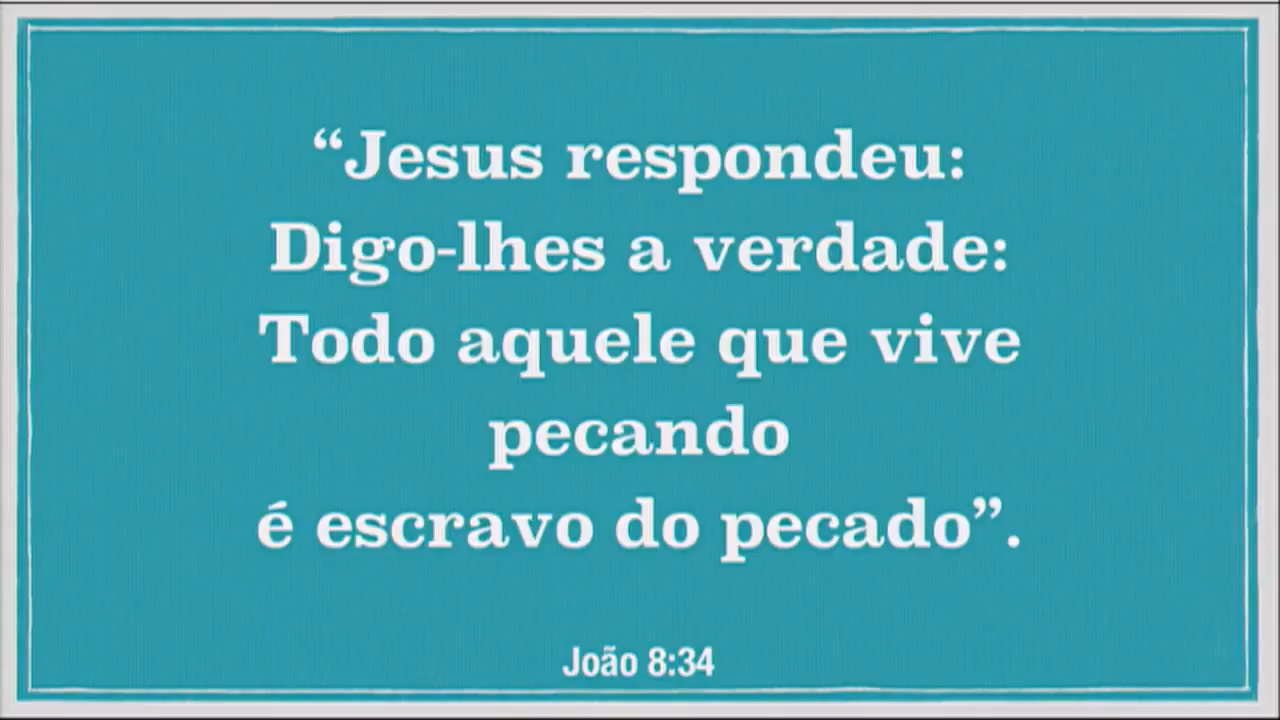 “Jesus respondeu:
Digo-lhes a verdade:
Todo aquele que vive
pecando
é escravo do pecado”.
João 8:34